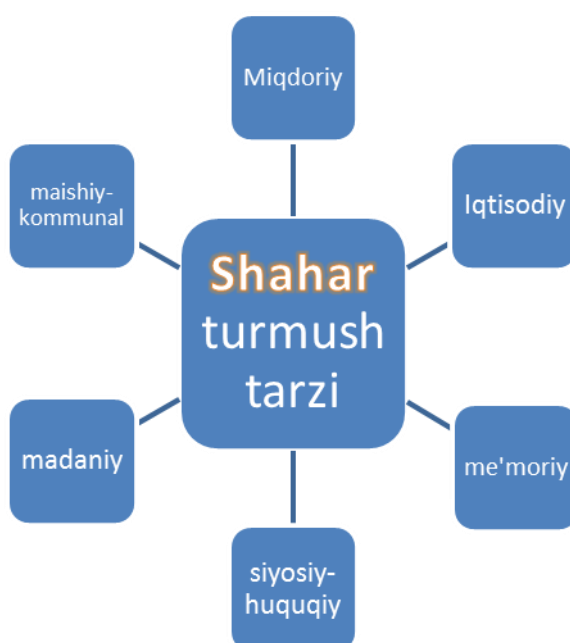 Miqdoriy
maishiy-
kommunal
Iqtisodiy
Shahar
turmush
tarzi
madaniy
me'moriy
siyosiy-
huquqiy